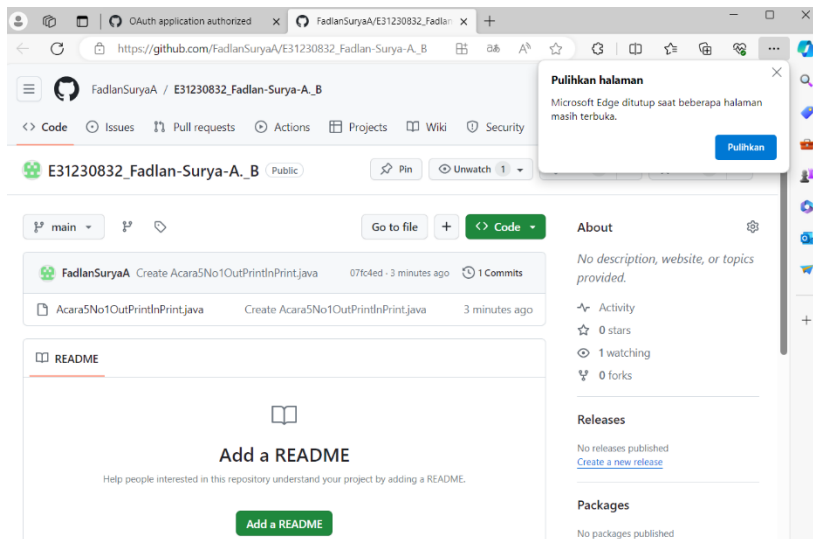 OAuth application authorized
FadlanSuryaA/E31230832_Fadlan
https://github.com/FadlanSuryaA/E31230832_Fadlan-Surya-A._B
FadlanSuryaA / E31230832_Fadlan-Surya-A._B
Pulihkan halaman
Microsoft Edge ditutup saat beberapa halaman
masih terbuka.
Pulihkan
Code Issues Pull requests Actions Projects Wiki Security
E31230832_Fadlan-Surya-A._B Public Pin Unwatch 1
main Go to file Code
FadlanSuryaA Create Acara5No1OutPrintlnPrint.java 07fc4ed · 3 minutes ago 1 Commits
Acara5No1OutPrintlnPrint.java Create Acara5No1OutPrintlnPrint.java 3 minutes ago
README
Add a README
Help people interested in this repository understand your project by adding a README.
Add a README
About
No description, website, or topics
provided.
Activity
0 stars
1 watching
0 forks
Releases
No releases published
Create a new release
Packages
No packages published